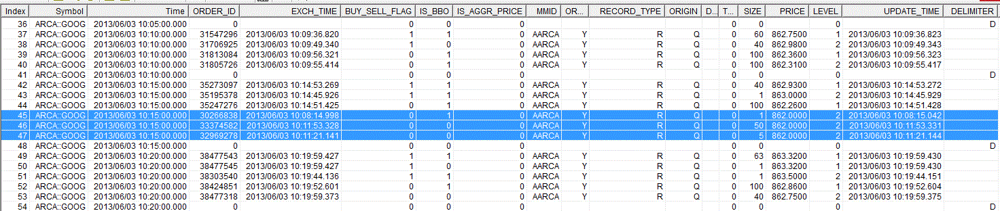 Index Symbol Time ORDER_ID EXCH_TIME BUY_SELL_FLAG IS_BBO IS_AGGR_PRICE MMID OR... RECORD_TYPE ORIGIN D... T... SIZE PRICE LEVEL UPDATE_TIME DELIMITER
36 ARCA::GOOG 2013/06/03 10:05:00.000 0 0 0 0 0 0 0 0 D
37 ARCA::GOOG 2013/06/03 10:10:00.000 31547296 2013/06/03 10:09:36.820 1 1 0 AARCA Y R Q 0 60 862.7500 1 2013/06/03 10:09:36.823
38 ARCA::GOOG 2013/06/03 10:10:00.000 31706925 2013/06/03 10:09:49.340 1 0 0 AARCA Y R Q 0 40 862.9800 2 2013/06/03 10:09:49.343
39 ARCA::GOOG 2013/06/03 10:10:00.000 31813084 2013/06/03 10:09:56.321 0 1 0 AARCA Y R Q 0 100 862.3600 1 2013/06/03 10:09:56.323
40 ARCA::GOOG 2013/06/03 10:10:00.000 31805726 2013/06/03 10:09:55.414 0 1 0 AARCA Y R Q 0 100 862.3100 2 2013/06/03 10:09:55.417
41 ARCA::GOOG 2013/06/03 10:10:00.000 0 0 0 0 0 0 0 0 D
42 ARCA::GOOG 2013/06/03 10:15:00.000 35273097 2013/06/03 10:14:53.269 1 1 0 AARCA Y R Q 0 40 862.9300 1 2013/06/03 10:14:53.272
43 ARCA::GOOG 2013/06/03 10:15:00.000 35195378 2013/06/03 10:14:45.926 1 1 0 AARCA Y R Q 0 1 863.0000 2 2013/06/03 10:14:45.929
44 ARCA::GOOG 2013/06/03 10:15:00.000 35247276 2013/06/03 10:14:51.425 0 1 0 AARCA Y R Q 0 100 862.2600 1 2013/06/03 10:14:51.428
45 ARCA::GOOG 2013/06/03 10:15:00.000 30266838 2013/06/03 10:08:14.998 0 1 0 AARCA Y R Q 0 1 862.0000 2 2013/06/03 10:08:15.042
46 ARCA::GOOG 2013/06/03 10:15:00.000 33374582 2013/06/03 10:11:53.328 0 0 0 AARCA Y R Q 0 50 862.0000 2 2013/06/03 10:11:53.331
47 ARCA::GOOG 2013/06/03 10:15:00.000 32969278 2013/06/03 10:11:21.141 0 0 0 AARCA Y R Q 0 5 862.0000 2 2013/06/03 10:11:21.144
48 ARCA::GOOG 2013/06/03 10:15:00.000 0 0 0 0 0 0 0 0 D
49 ARCA::GOOG 2013/06/03 10:20:00.000 38477543 2013/06/03 10:19:59.427 1 1 0 AARCA Y R Q 0 63 863.3200 1 2013/06/03 10:19:59.430
50 ARCA::GOOG 2013/06/03 10:20:00.000 38477545 2013/06/03 10:19:59.427 1 0 0 AARCA Y R Q 0 1 863.3200 1 2013/06/03 10:19:59.430
51 ARCA::GOOG 2013/06/03 10:20:00.000 38303540 2013/06/03 10:19:44.136 1 0 0 AARCA Y R Q 0 1 863.5000 2 2013/06/03 10:19:44.151
52 ARCA::GOOG 2013/06/03 10:20:00.000 38424851 2013/06/03 10:19:52.601 0 1 0 AARCA Y R Q 0 100 862.8600 1 2013/06/03 10:19:52.604
53 ARCA::GOOG 2013/06/03 10:20:00.000 38477318 2013/06/03 10:19:59.373 0 0 0 AARCA Y R Q 0 40 862.7500 2 2013/06/03 10:19:59.375
54 ARCA::GOOG 2013/06/03 10:20:00.000 0 0 0 0 0 0 0 0 D